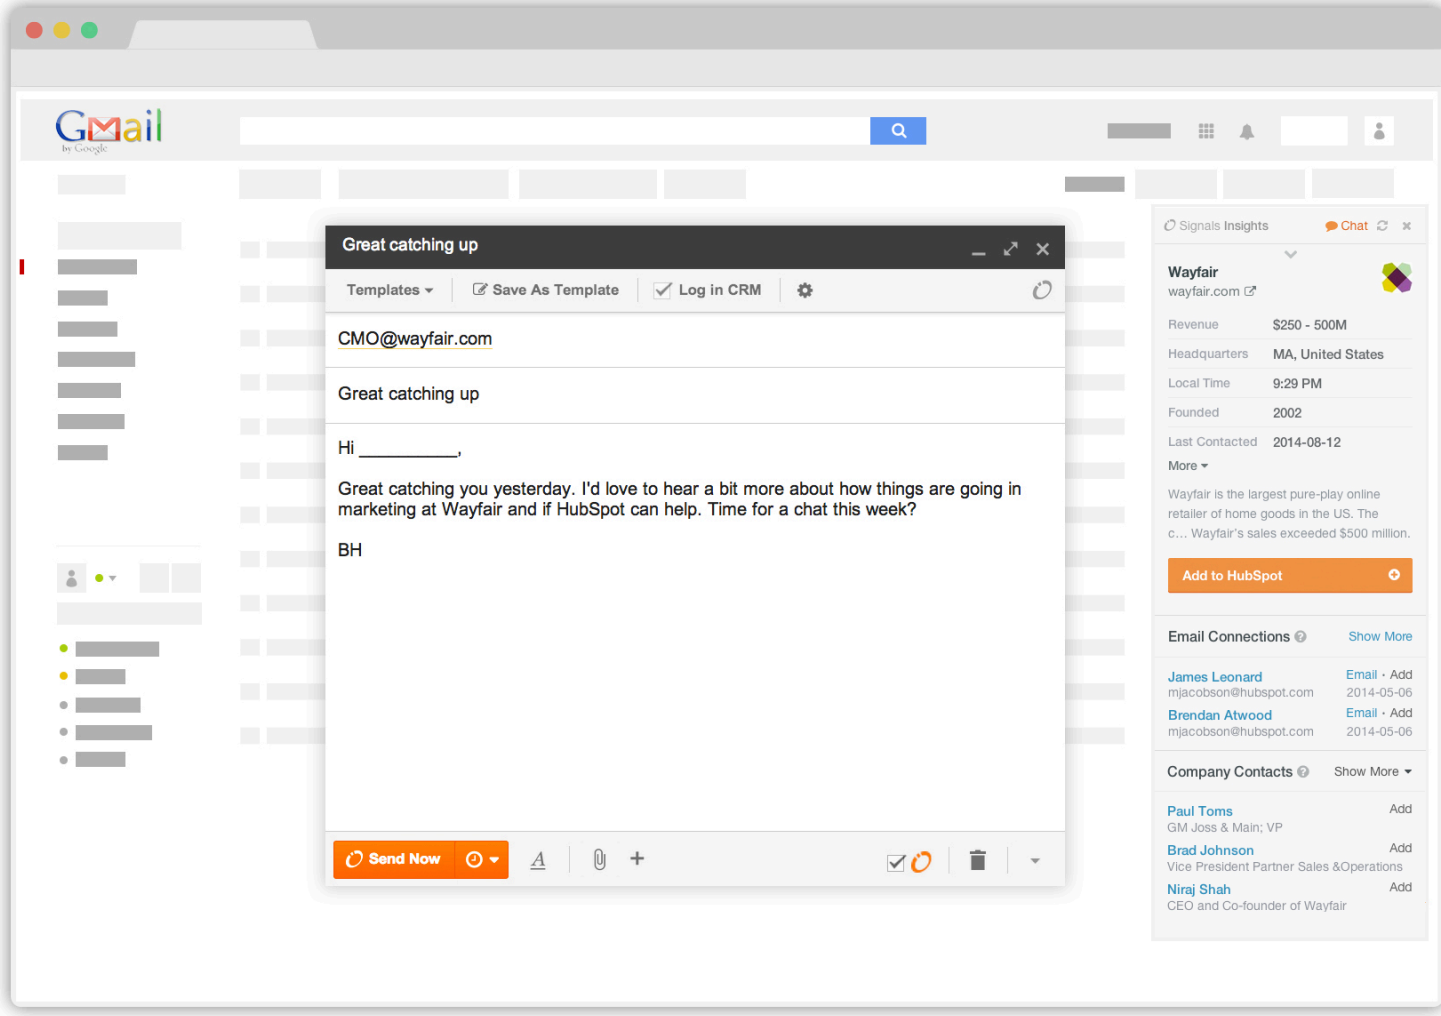 Gmail
by Google
Great catching up
Templates
Save As Template
Log in CRM
CMO@wayfair.com
Great catching up
Hi __________,
Great catching you yesterday. I'd love to hear a bit more about how things are going in
marketing at Wayfair and if HubSpot can help. Time for a chat this week?
BH
Send Now
A
Signals Insights
Chat
Wayfair
wayfair.com
Revenue $250 - 500M
Headquarters MA, United States
Local Time 9:29 PM
Founded 2002
Last Contacted 2014-08-12
More
Wayfair is the largest pure-play online
retailer of home goods in the US. The
c... Wayfair's sales exceeded $500 million.
Add to HubSpot
Email Connections ? Show More
James Leonard Email · Add
mjacobson@hubspot.com 2014-05-06
Brendan Atwood Email · Add
mjacobson@hubspot.com 2014-05-06
Company Contacts ? Show More
Paul Toms Add
GM Joss & Main; VP
Brad Johnson Add
Vice President Partner Sales &Operations
Niraj Shah Add
CEO and Co-founder of Wayfair